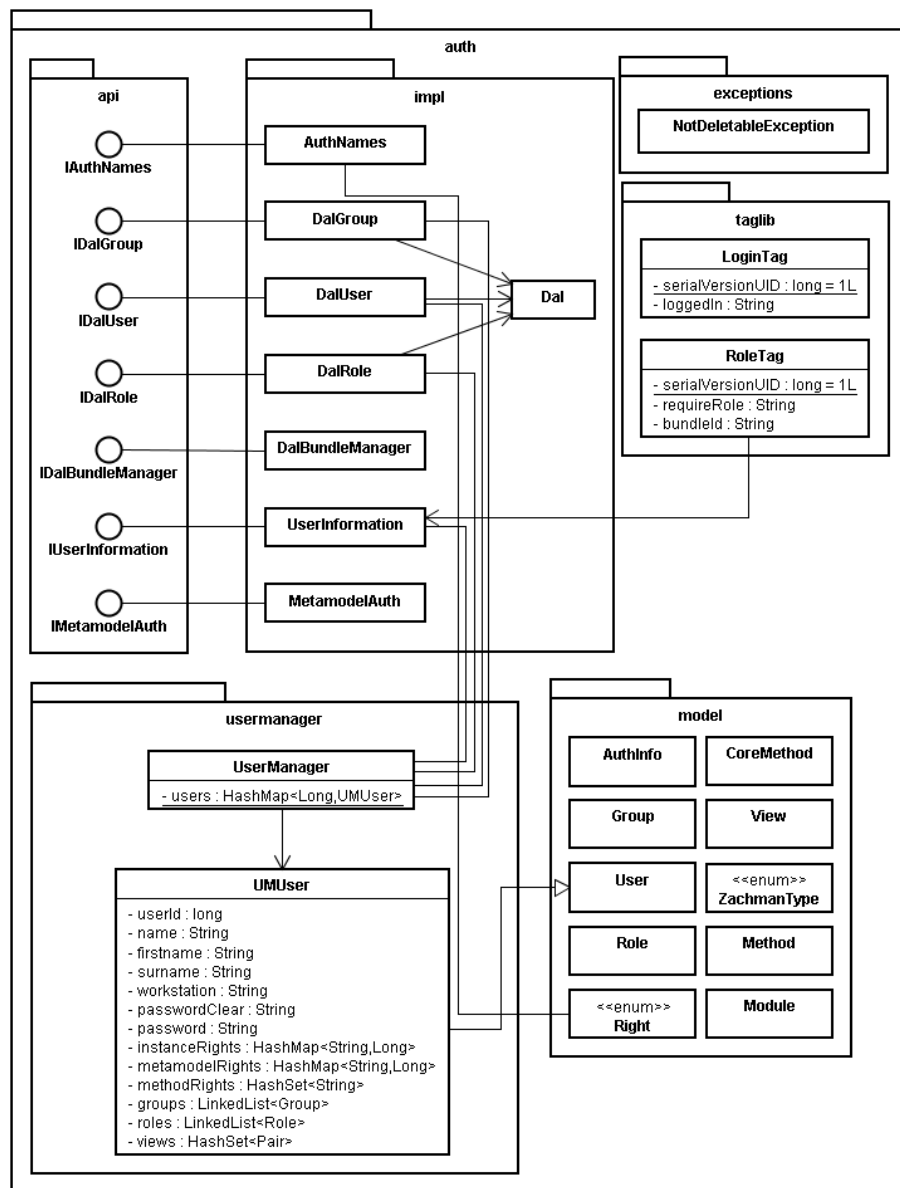 auth
api
IAuthNames
IDalGroup
IDalUser
IDalRole
IDalBundleManager
IUserInformation
IMetamodelAuth
impl
AuthNames
DalGroup
DalUser
DalRole
DalBundleManager
UserInformation
MetamodelAuth
Dal
exceptions
NotDeletableException
taglib
LoginTag
- serialVersionUID : long = 1L
- loggedIn : String
RoleTag
- serialVersionUID : long = 1L
- requireRole : String
- bundleId : String
usermanager
UserManager
- users : HashMap<Long,UMUser>
UMUser
- userId : long
- name : String
- firstname : String
- surname : String
- workstation : String
- passwordClear : String
- password : String
- instanceRights : HashMap<String,Long>
- metamodelRights : HashMap<String,Long>
- methodRights : HashSet<String>
- groups : LinkedList<Group>
- roles : LinkedList<Role>
- views : HashSet<Pair>
model
AuthInfo
CoreMethod
Group
View
User
<<enum>>
ZachmanType
Role
Method
<<enum>>
Right
Module